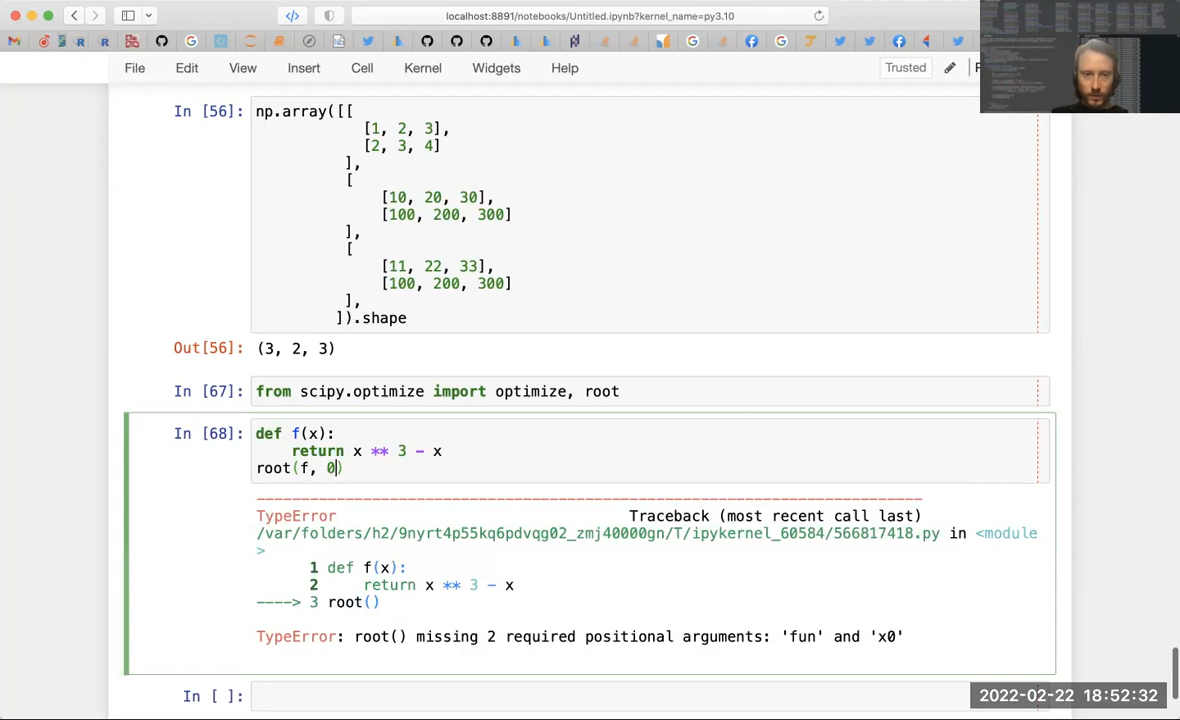 localhost:8891/notebooks/Untitled.ipynb?kernel_name=py3.10
File Edit View Insert Cell Kernel Widgets Help Trusted
In [56]: np.array([[
[1, 2, 3],
[2, 3, 4]
],
[
[10, 20, 30],
[100, 200, 300]
],
[
[11, 22, 33],
[100, 200, 300]
],
]).shape
Out[56]: (3, 2, 3)
In [67]: from scipy.optimize import optimize, root
In [68]: def f(x):
return x ** 3 - x
root(f, 0)
---------------------------------------------------------------------------
TypeError Traceback (most recent call last)
/var/folders/h2/9nyrt4p55kq6pdvqg02_zmj40000gn/T/ipykernel_60584/566817418.py in <module
>
1 def f(x):
2 return x ** 3 - x
----> 3 root()
TypeError: root() missing 2 required positional arguments: 'fun' and 'x0'
In [ ]:
2022-02-22 18:52:32